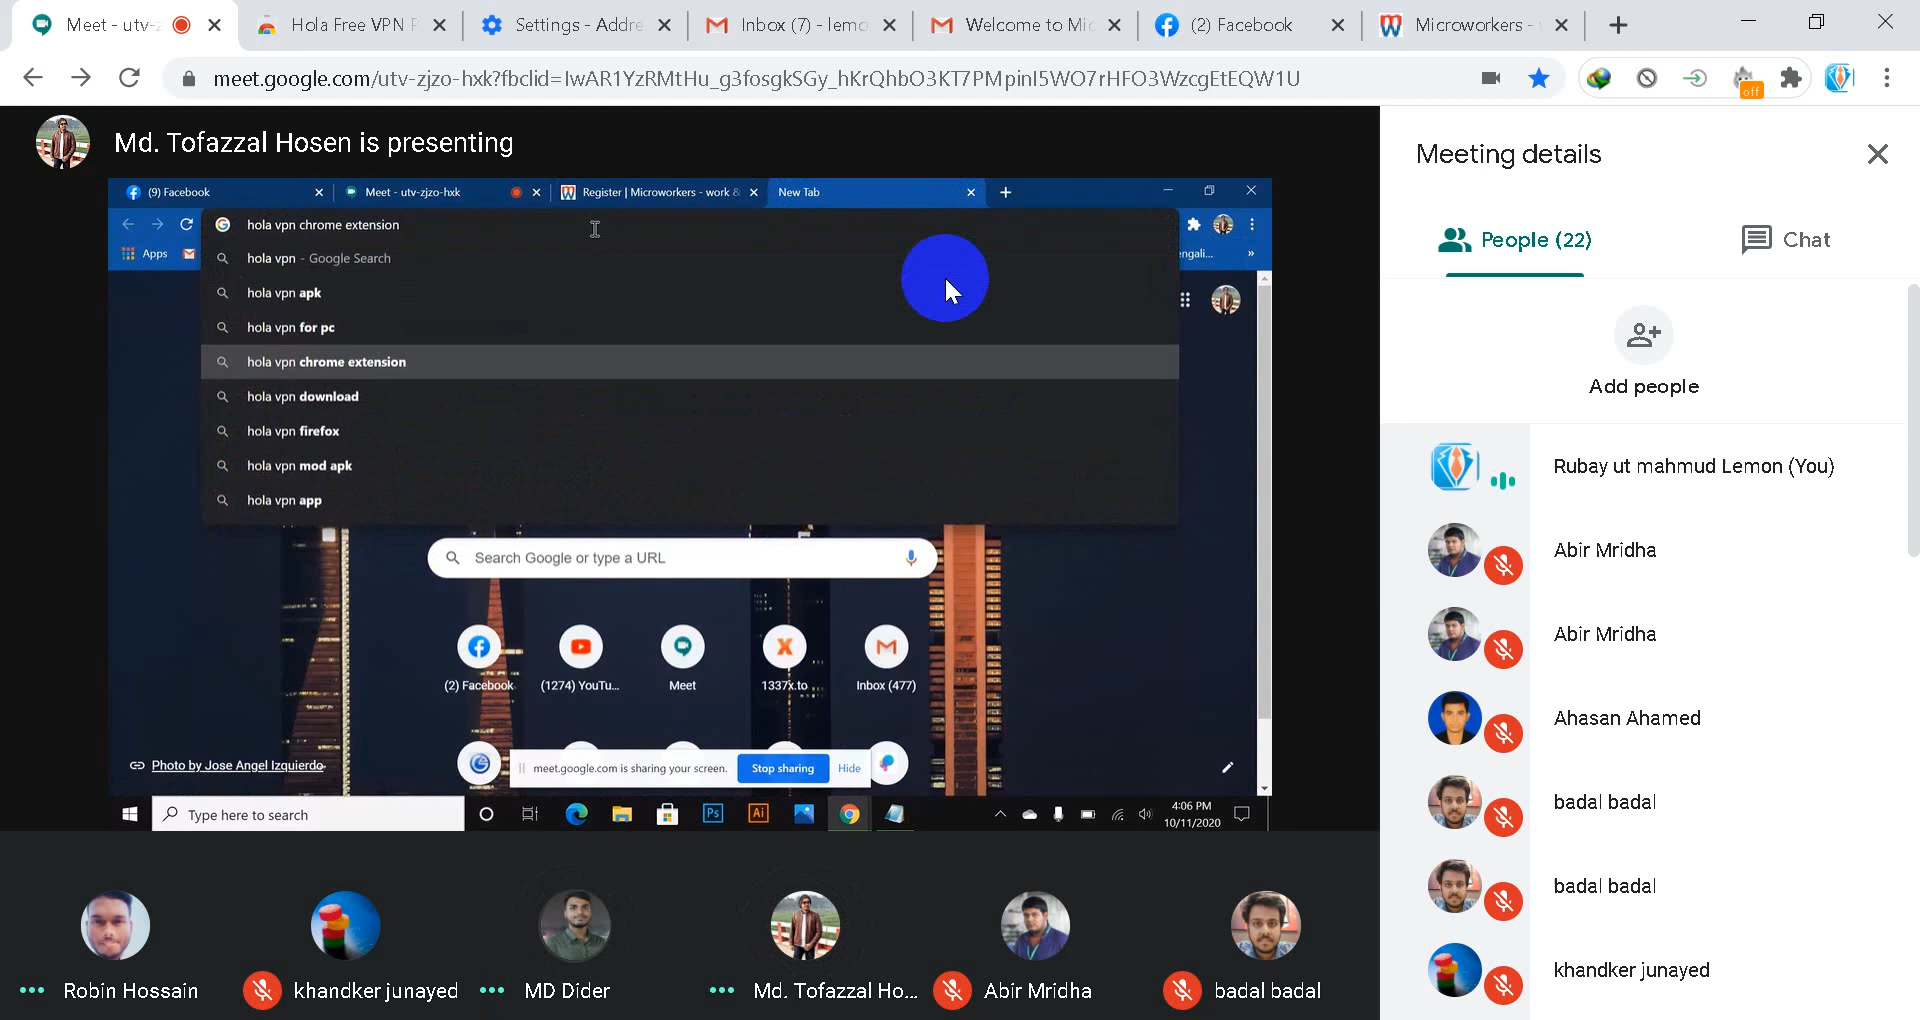 Meet - utv-
Hola Free VPN
Settings - Addre
Inbox (7) - lemo
Welcome to Mic
(2) Facebook
Microworkers -
meet.google.com/utv-zjzo-hxk?fbclid=IwAR1YzRMtHu_g3fosgkSGy_hKrQhbO3KT7PMpinI5WO7rHFO3WzcgEtEQW1U
off
Md. Tofazzal Hosen is presenting
(9) Facebook
Meet - utv-zjzo-hxk
Register | Microworkers - work &
New Tab
hola vpn chrome extension
Apps
engali...
»
hola vpn - Google Search
hola vpn apk
hola vpn for pc
hola vpn chrome extension
hola vpn download
hola vpn firefox
hola vpn mod apk
hola vpn app
Search Google or type a URL
(2) Facebook
(1274) YouTu...
Meet
1337x.to
Inbox (477)
Photo by Jose Angel Izquierdo
meet.google.com is sharing your screen.
Stop sharing
Hide
Type here to search
Ps
Ai
4:06 PM
10/11/2020
Robin Hossain
khandker junayed
MD Dider
Md. Tofazzal Ho...
Abir Mridha
badal badal
Meeting details
People (22)
Chat
Add people
Rubay ut mahmud Lemon (You)
Abir Mridha
Abir Mridha
Ahasan Ahamed
badal badal
badal badal
khandker junayed